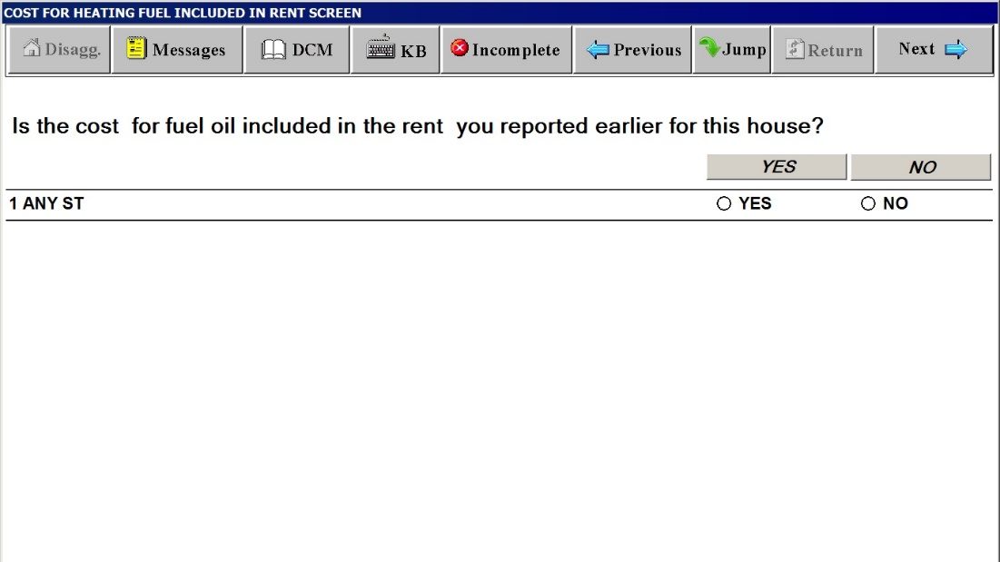 COST FOR HEATING FUEL INCLUDED IN RENT SCREEN
Disagg. Messages DCM KB Incomplete Previous Jump Return Next
Is the cost for fuel oil included in the rent you reported earlier for this house?
YES NO
1 ANY ST YES NO